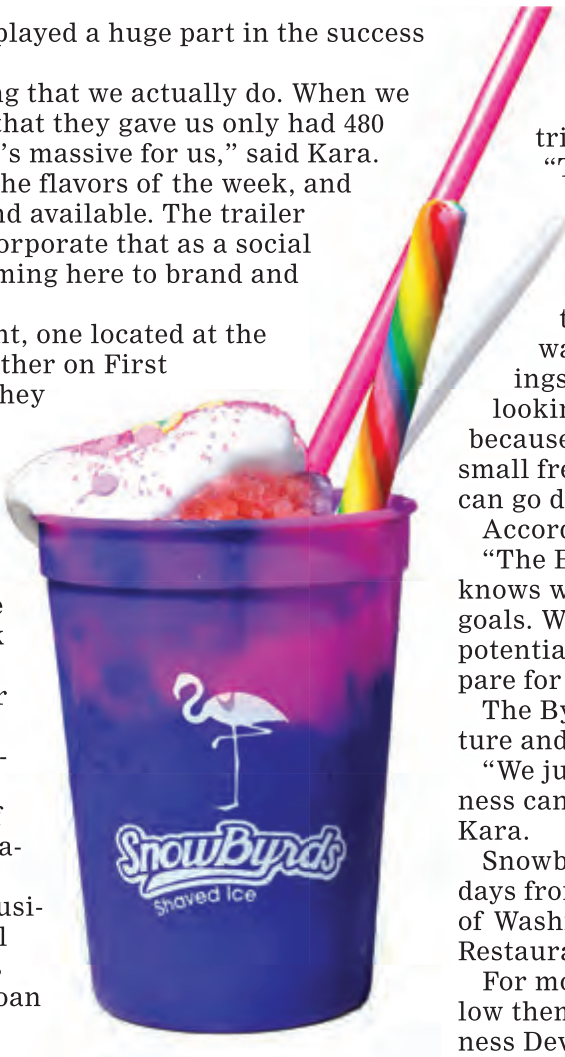 played a huge part in the success
ng that we actually do. When we
that they gave us only had 480
’s massive for us,” said Kara.
he flavors of the week, and
nd available. The trailer
orporate that as a social
ming here to brand and
nt, one located at the
ther on First
hey
e
k
r
-
a-
usi-
l
oan
SnowByrds
Shaved Ice
tri
“T
t
wa
ings
lookin
because
small fre
can go d
Accord
“The B
knows w
goals. W
potentia
pare for
The By
ture and
“We ju
ness can
Kara.
Snowb
days from
of Wash
Restaura
For mo
low then
ness Dev